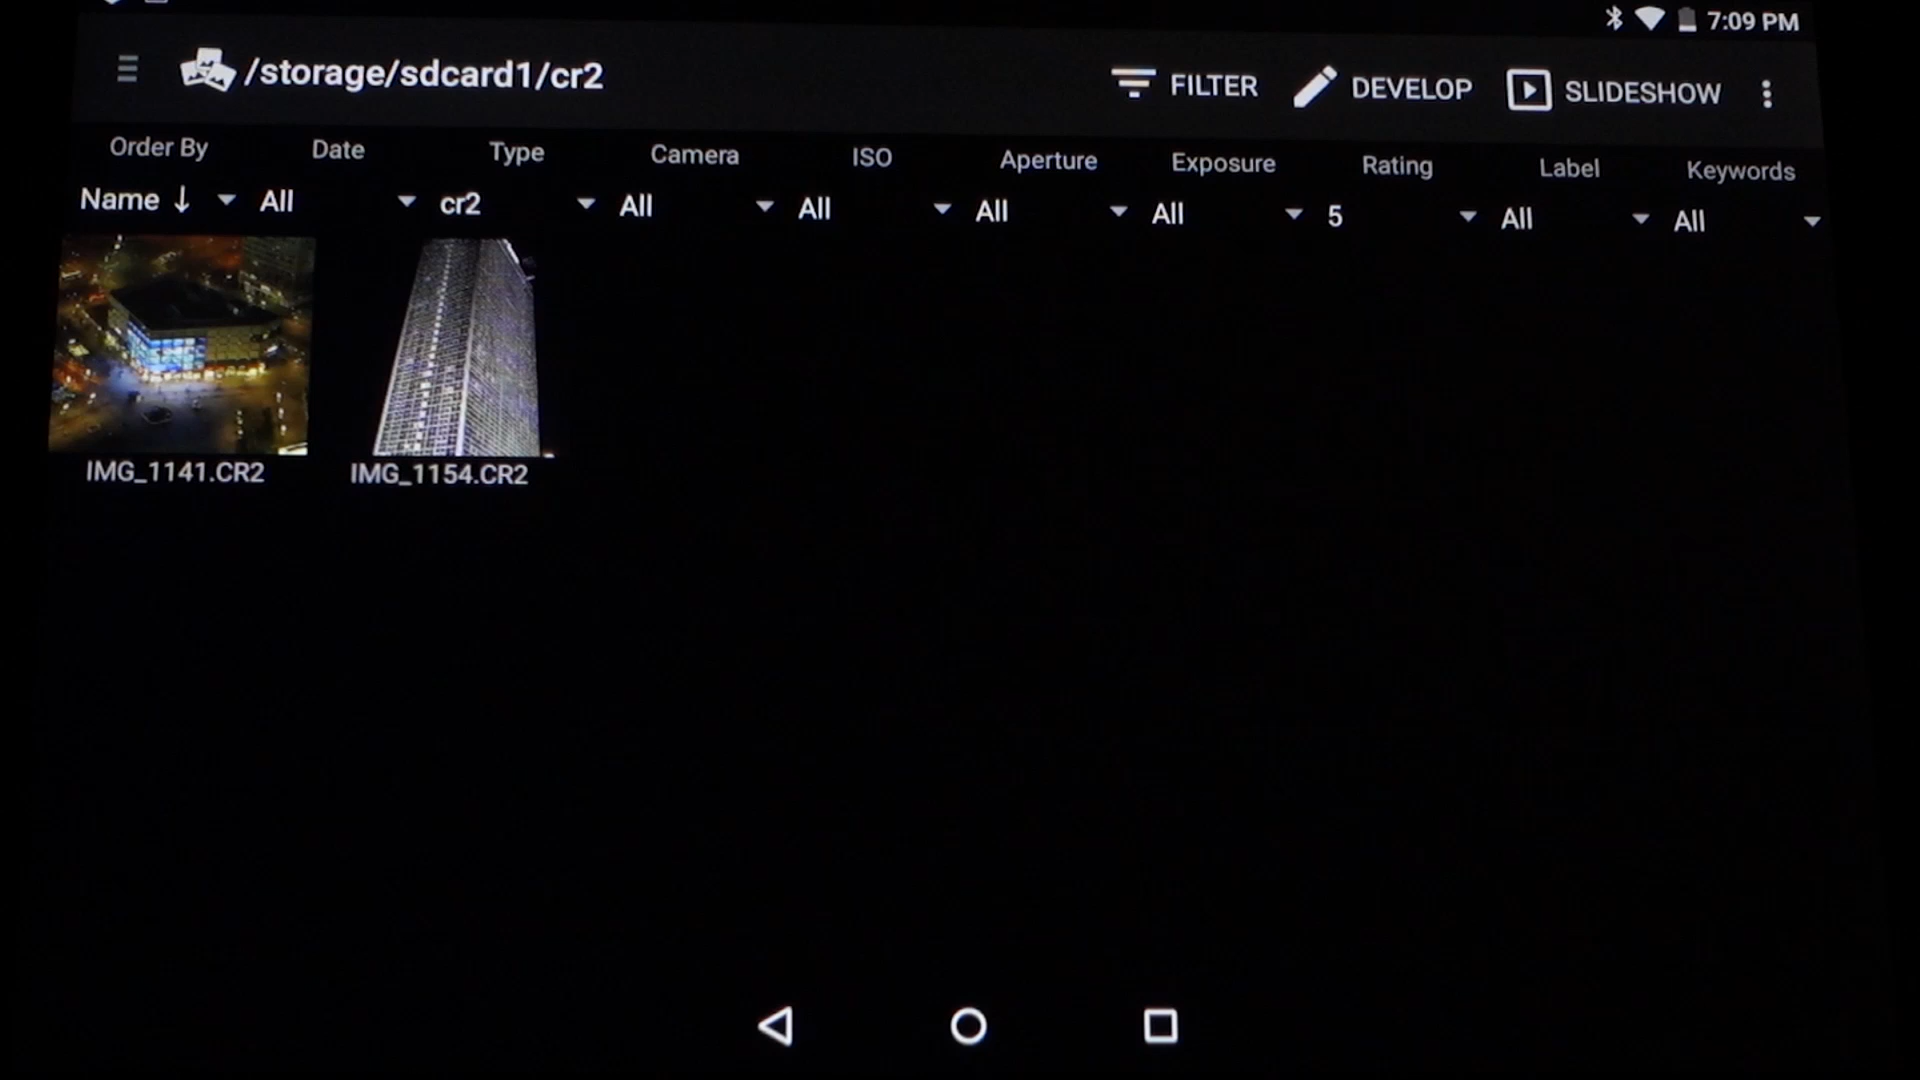 7:09 PM
/storage/sdcard1/cr2 FILTER DEVELOP SLIDESHOW
Order By Date Type Camera ISO Aperture Exposure Rating Label Keywords
Name ↓ All cr2 All All All All 5 All All
IMG_1141.CR2 IMG_1154.CR2